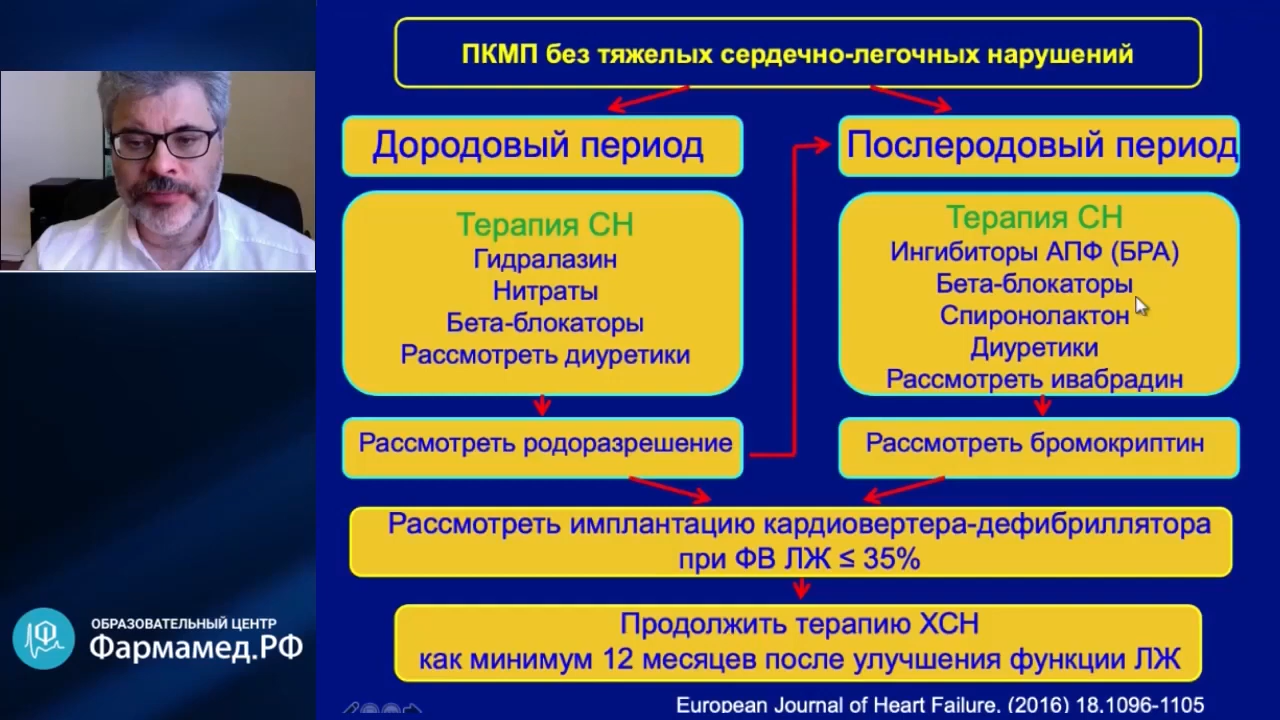 ПКМП без тяжелых сердечно-легочных нарушений
Дородовый период
Терапия СН
Гидралазин
Нитраты
Бета-блокаторы
Рассмотреть диуретики
Рассмотреть родоразрешение
Послеродовый период
Терапия СН
Ингибиторы АПФ (БРА)
Бета-блокаторы
Спиронолактон
Диуретики
Рассмотреть ивабрадин
Рассмотреть бромокриптин
Рассмотреть имплантацию кардиовертера-дефибриллятора
при ФВ ЛЖ ≤ 35%
Продолжить терапию ХСН
как минимум 12 месяцев после улучшения функции ЛЖ
European Journal of Heart Failure, (2016) 18,1096-1105
ОБРАЗОВАТЕЛЬНЫЙ ЦЕНТР
Фармамед.РФ